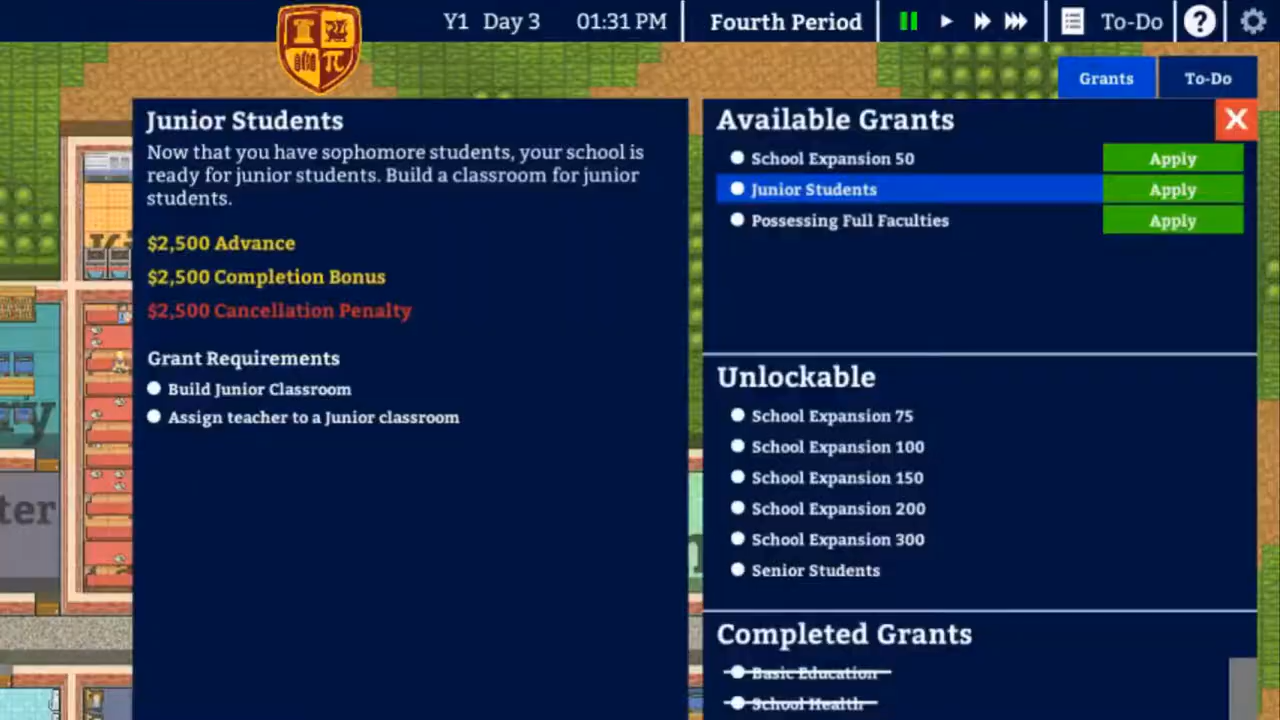 Y1 Day 3 01:31 PM Fourth Period To-Do ?
Grants To-Do
Junior Students
Now that you have sophomore students, your school is
ready for junior students. Build a classroom for junior
students.
$2,500 Advance
$2,500 Completion Bonus
$2,500 Cancellation Penalty
Grant Requirements
Build Junior Classroom
Assign teacher to a Junior classroom
Available Grants X
School Expansion 50 Apply
Junior Students Apply
Possessing Full Faculties Apply
Unlockable
School Expansion 75
School Expansion 100
School Expansion 150
School Expansion 200
School Expansion 300
Senior Students
Completed Grants
Basic Education
School Health
ry
ter
π